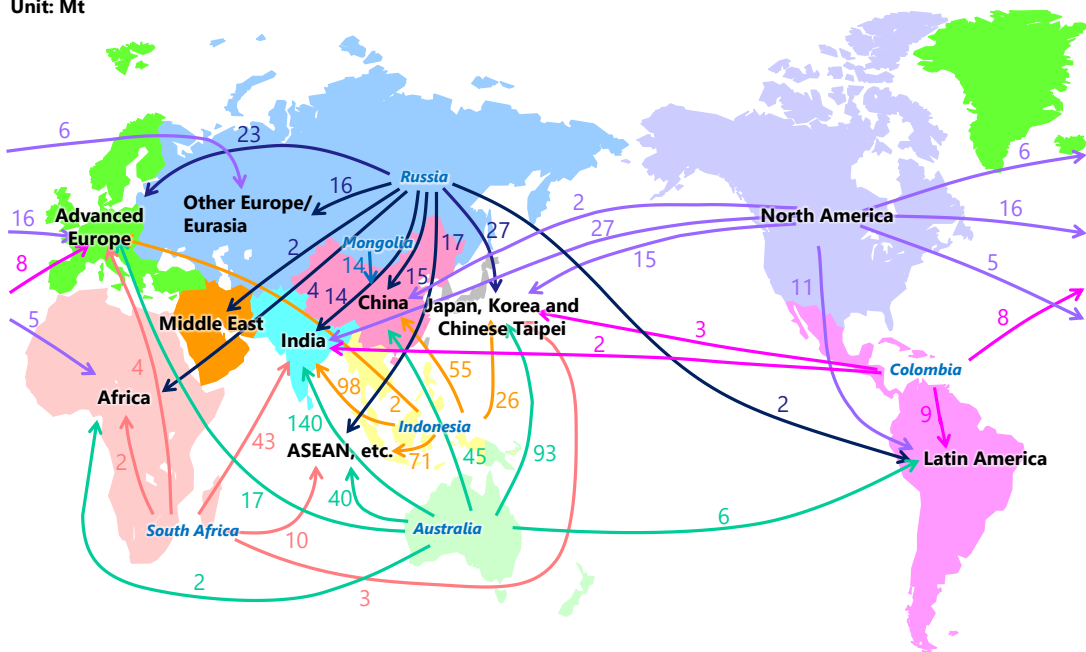 Unit: Mt
6
23
6
Russia
16
2
16
Other Europe/
Eurasia
Advanced
Europe
16
North America
27
27
17
2
Mongolia
8
14
15
15
5
4
14
11
China
Japan, Korea and
Chinese Taipei
8
Middle East
5
India
3
2
4
55
Colombia
98
Africa
2
26
2
9
140
Indonesia
43
ASEAN, etc.
71
45
93
Latin America
2
17
40
6
South Africa
10
Australia
2
3